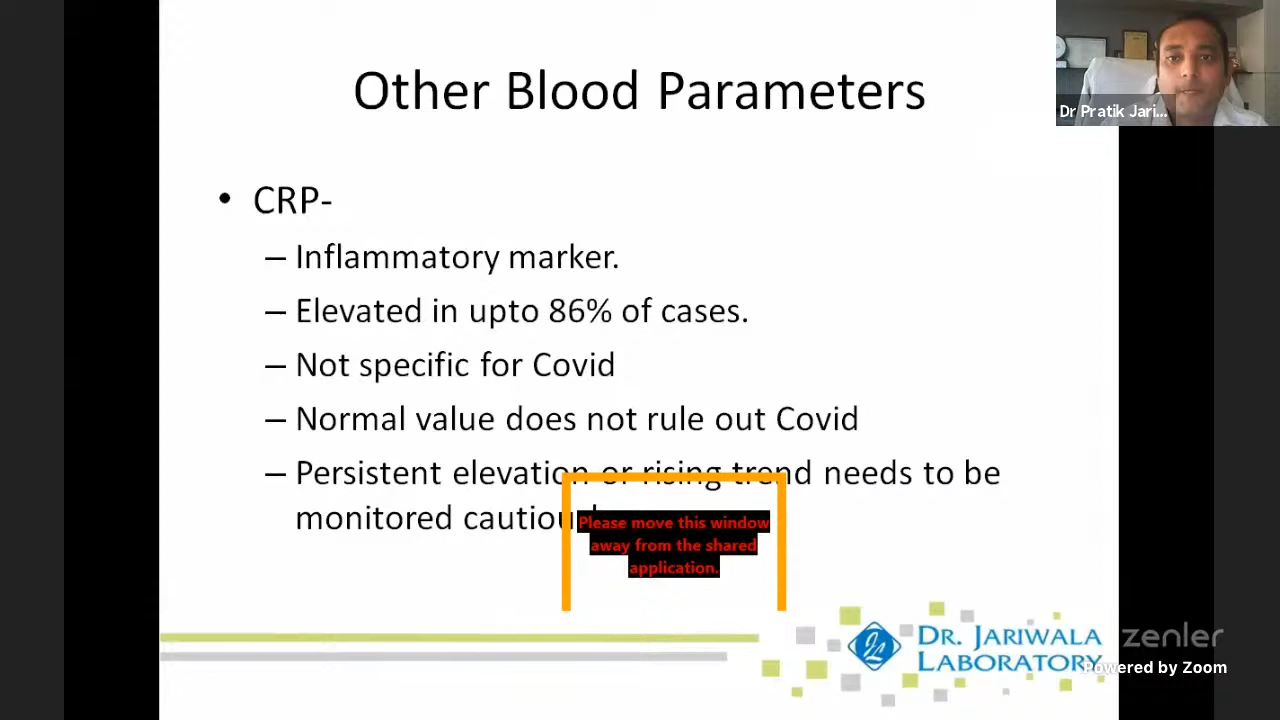 Other Blood Parameters
Dr Pratik Jari...
• CRP-
– Inflammatory marker.
– Elevated in upto 86% of cases.
– Not specific for Covid
– Normal value does not rule out Covid
– Persistent elevation or rising trend needs to be
monitored
Please move this window
away from the shared
application.
DR. JARIWALA
LABORATORY
zenler
Powered by Zoom